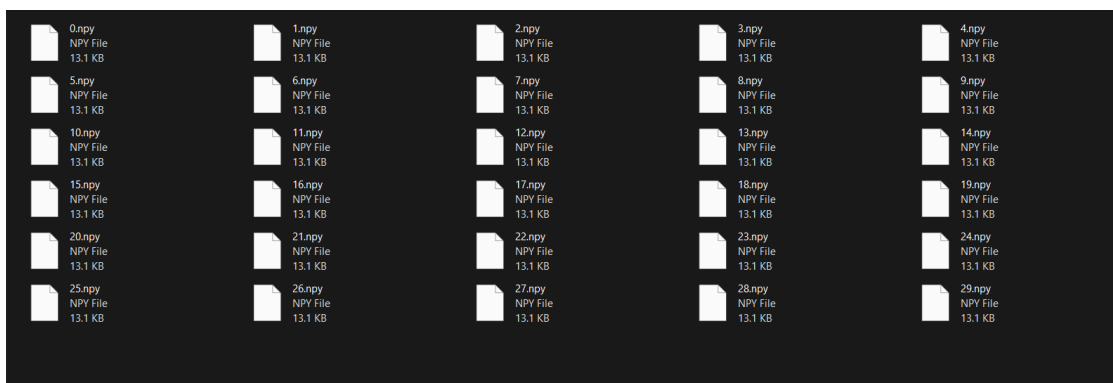 0.npy
NPY File
13.1 KB
1.npy
NPY File
13.1 KB
2.npy
NPY File
13.1 KB
3.npy
NPY File
13.1 KB
4.npy
NPY File
13.1 KB
5.npy
NPY File
13.1 KB
6.npy
NPY File
13.1 KB
7.npy
NPY File
13.1 KB
8.npy
NPY File
13.1 KB
9.npy
NPY File
13.1 KB
10.npy
NPY File
13.1 KB
11.npy
NPY File
13.1 KB
12.npy
NPY File
13.1 KB
13.npy
NPY File
13.1 KB
14.npy
NPY File
13.1 KB
15.npy
NPY File
13.1 KB
16.npy
NPY File
13.1 KB
17.npy
NPY File
13.1 KB
18.npy
NPY File
13.1 KB
19.npy
NPY File
13.1 KB
20.npy
NPY File
13.1 KB
21.npy
NPY File
13.1 KB
22.npy
NPY File
13.1 KB
23.npy
NPY File
13.1 KB
24.npy
NPY File
13.1 KB
25.npy
NPY File
13.1 KB
26.npy
NPY File
13.1 KB
27.npy
NPY File
13.1 KB
28.npy
NPY File
13.1 KB
29.npy
NPY File
13.1 KB